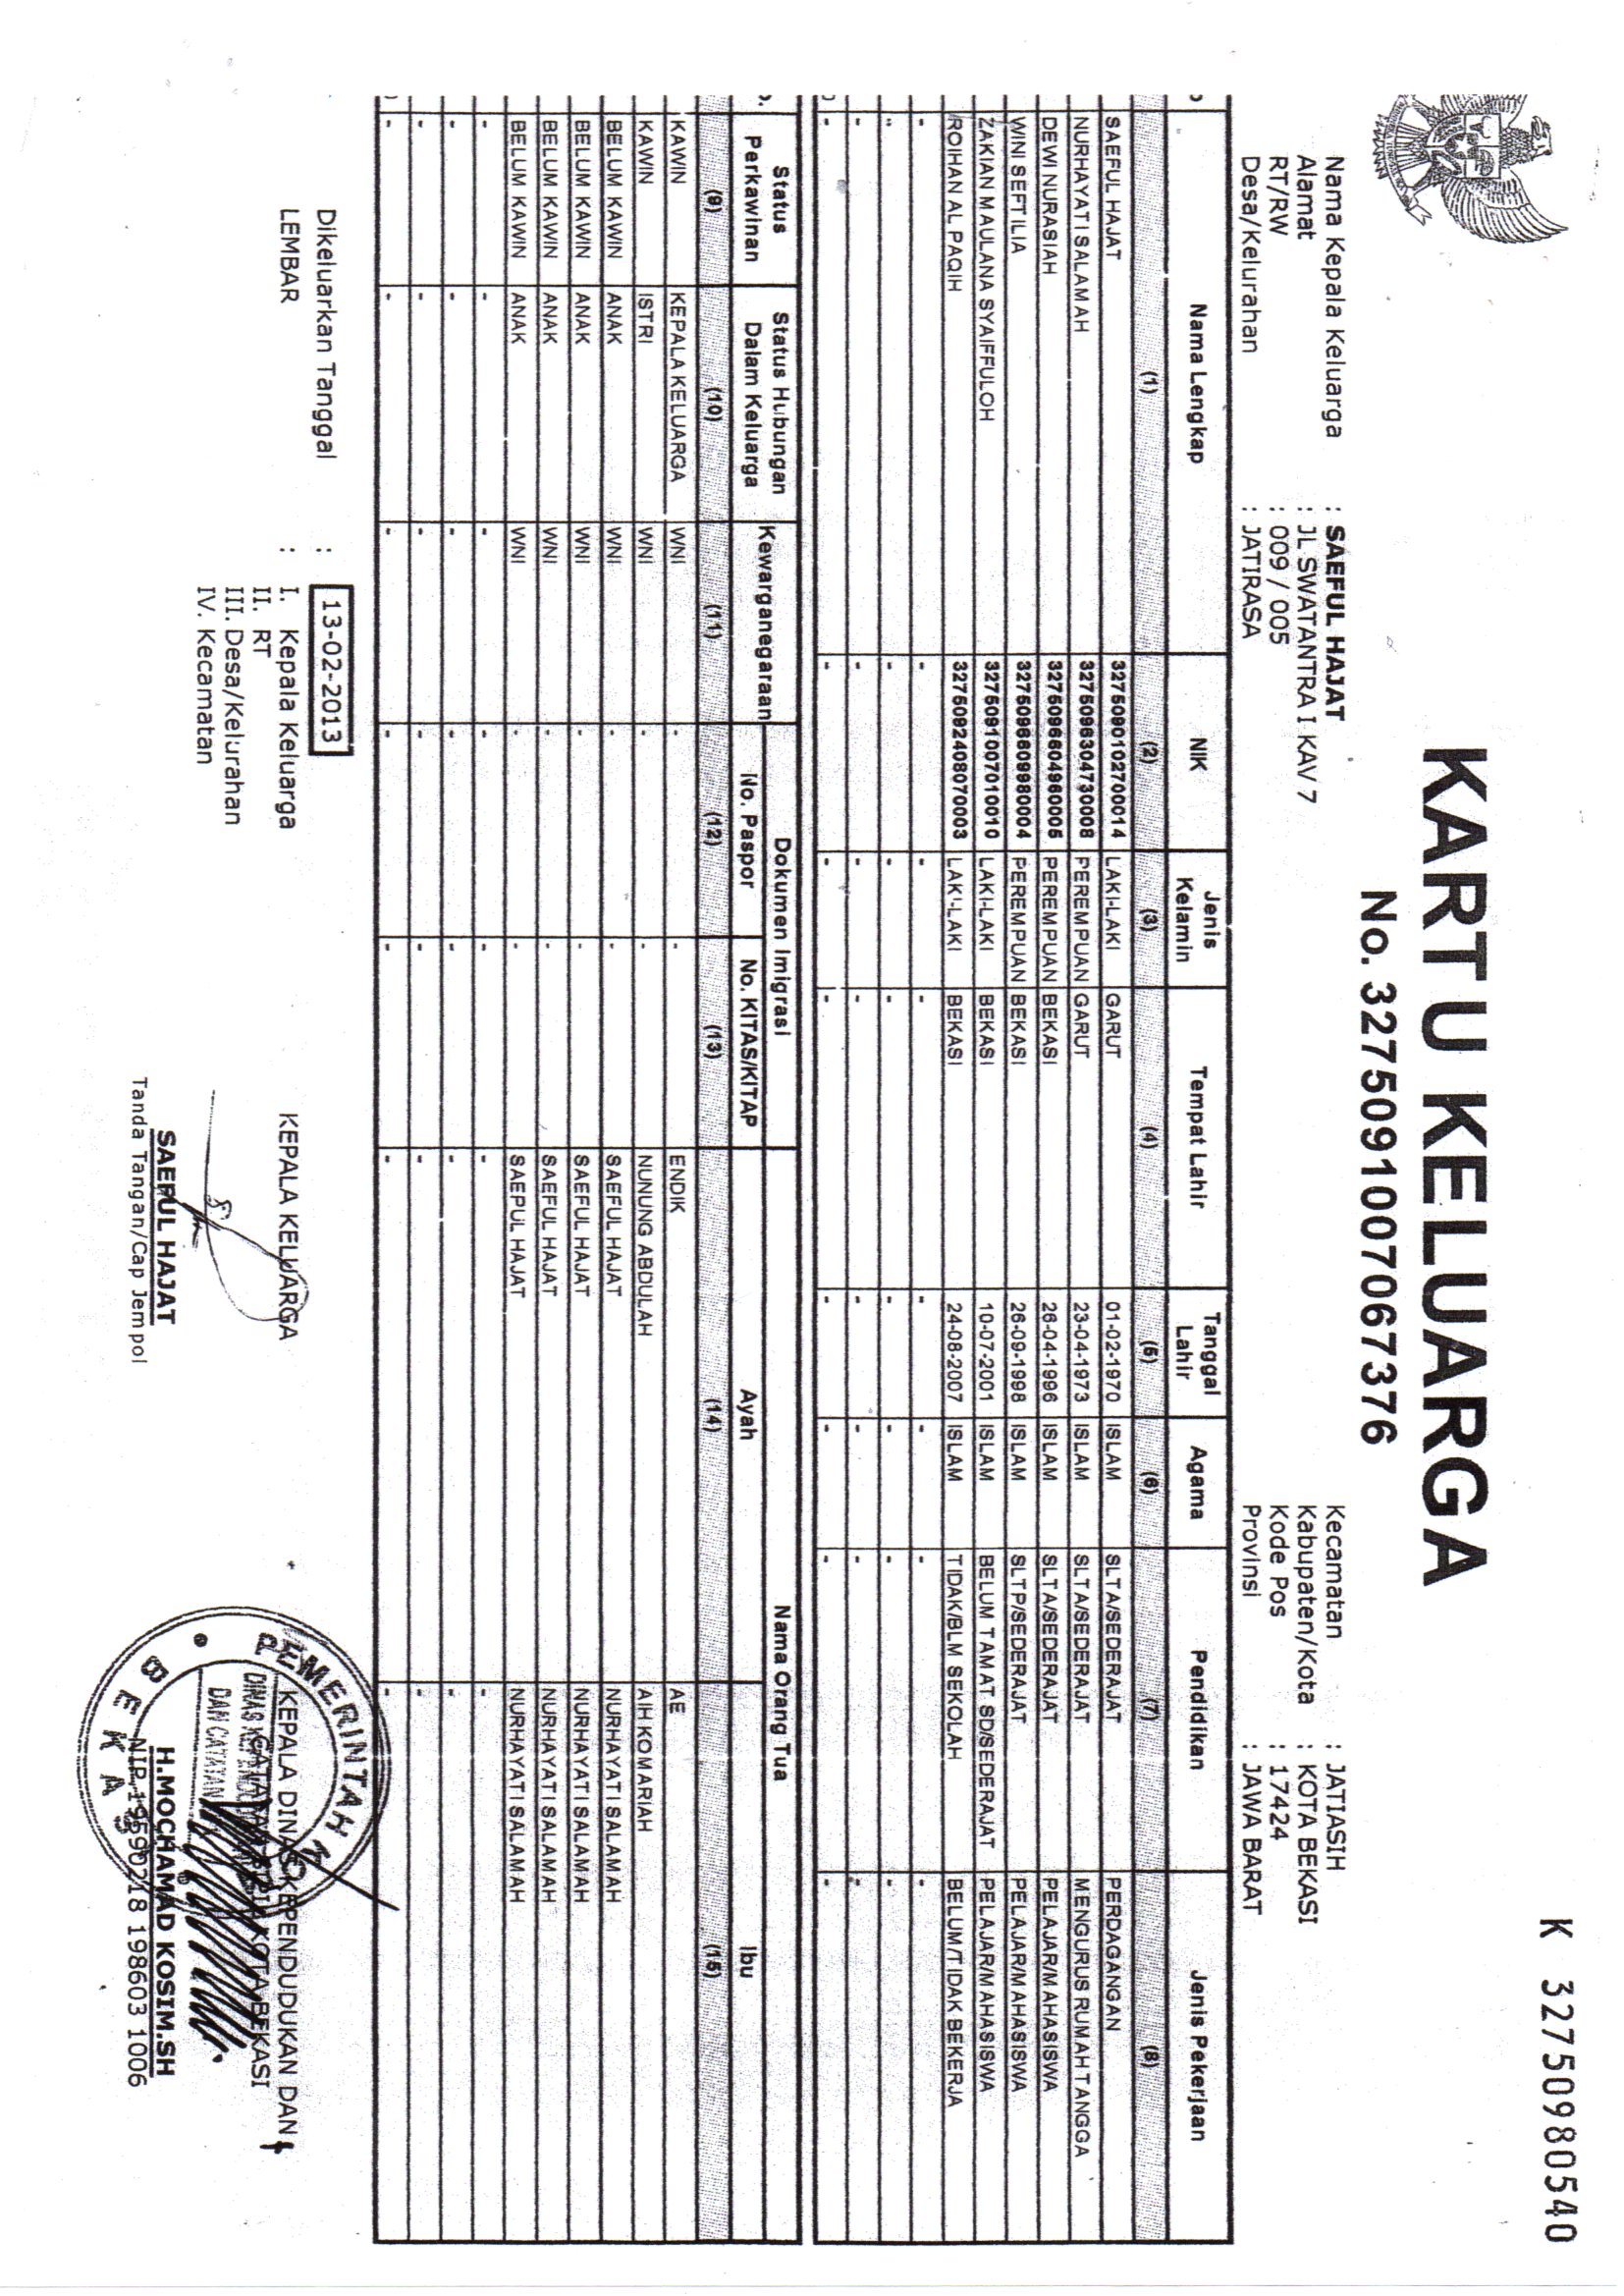 K 32750980540
KARTU KELUARGA
No. 3275091007067376
Nama Kepala Keluarga : SAEFUL HAJAT
Alamat : JL SWATANTRA I KAV 7
RT/RW : 009 / 005
Desa/Kelurahan : JATIRASA
Kecamatan : JATIASIH
Kabupaten/Kota : KOTA BEKASI
Kode Pos : 17424
Provinsi : JAWA BARAT
Nama Lengkap NIK Jenis Kelamin Tempat Lahir Tanggal Lahir Agama Pendidikan Jenis Pekerjaan
(1) (2) (3) (4) (5) (6) (7) (8)
SAEFUL HAJAT 3275090102700014 LAKI-LAKI GARUT 01-02-1970 ISLAM SLTA/SEDERAJAT PERDAGANGAN
NURHAYATI SALAMAH 3275096304730008 PEREMPUAN GARUT 23-04-1973 ISLAM SLTA/SEDERAJAT MENGURUS RUMAH TANGGA
DEWI NURASIAH 3275096604960005 PEREMPUAN BEKASI 26-04-1996 ISLAM SLTA/SEDERAJAT PELAJAR/MAHASISWA
WINI SEFTILIA 3275096609980004 PEREMPUAN BEKASI 26-09-1998 ISLAM SLTP/SEDERAJAT PELAJAR/MAHASISWA
ZAKIAN MAULANA SYAIFFULOH 3275091007010010 LAKI-LAKI BEKASI 10-07-2001 ISLAM BELUM TAMAT SD/SEDERAJAT PELAJAR/MAHASISWA
ROIHAN AL PAQIH 3275092408070003 LAKI-LAKI BEKASI 24-08-2007 ISLAM TIDAK/BLM SEKOLAH BELUM/TIDAK BEKERJA
- - - - - - - -
- - - - - - - -
- - - - - - - -
- - - - - - - -
Status Perkawinan Status Hubungan Dalam Keluarga Kewarganegaraan Dokumen Imigrasi Nama Orang Tua
No. Paspor No. KITAS/KITAP Ayah Ibu
(9) (10) (11) (12) (13) (14) (15)
KAWIN KEPALA KELUARGA WNI - - ENDIK AE
KAWIN ISTRI WNI - - NUNUNG ABDULAH AIH KOMARIAH
BELUM KAWIN ANAK WNI - - SAEFUL HAJAT NURHAYATI SALAMAH
BELUM KAWIN ANAK WNI - - SAEFUL HAJAT NURHAYATI SALAMAH
BELUM KAWIN ANAK WNI - - SAEFUL HAJAT NURHAYATI SALAMAH
BELUM KAWIN ANAK WNI - - SAEPUL HAJAT NURHAYATI SALAMAH
- - - - - - -
- - - - - - -
- - - - - - -
- - - - - - -
Dikeluarkan Tanggal : 13-02-2013
LEMBAR : I. Kepala Keluarga
II. RT
III. Desa/Kelurahan
IV. Kecamatan
KEPALA KELUARGA
SAEFUL HAJAT
Tanda Tangan/Cap Jempol
KEPALA DINAS KEPENDUDUKAN DAN
CATATAN SIPIL KOTA BEKASI
H.MOCHAMAD KOSIM.SH
NIP.19590218 198603 1006
PEMERINTAH
BEKASI
DINAS KEPENDUDUKAN
DAN CATATAN